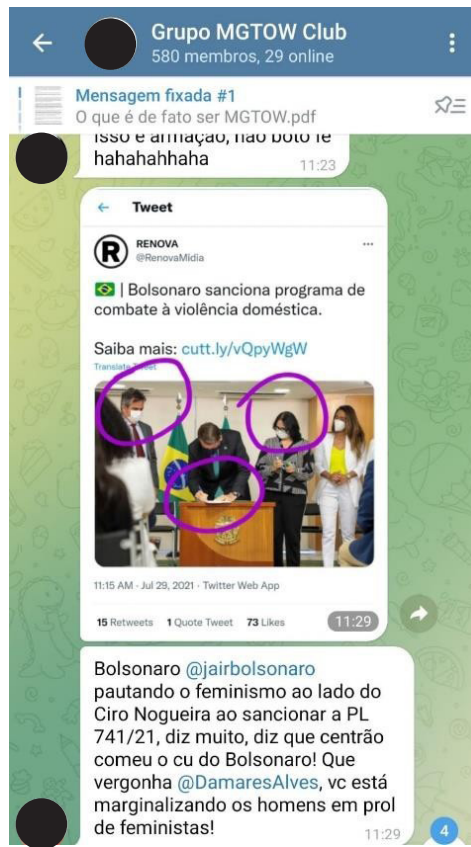 Grupo MGTOW Club
580 membros, 29 online
Mensagem fixada #1
O que é de fato ser MGTOW.pdf
isso é armação, não boto fé
hahahahhaha
11:23
Tweet
RENOVA
@RenovaMidia
| Bolsonaro sanciona programa de
combate à violência doméstica.
Saiba mais: cutt.ly/vQpyWgW
Translate Tweet
11:15 AM · Jul 29, 2021 · Twitter Web App
15 Retweets 1 Quote Tweet 73 Likes
11:29
Bolsonaro @jairbolsonaro
pautando o feminismo ao lado do
Ciro Nogueira ao sancionar a PL
741/21, diz muito, diz que centrão
comeu o cu do Bolsonaro! Que
vergonha @DamaresAlves, vc está
marginalizando os homens em prol
de feministas!
11:29
4